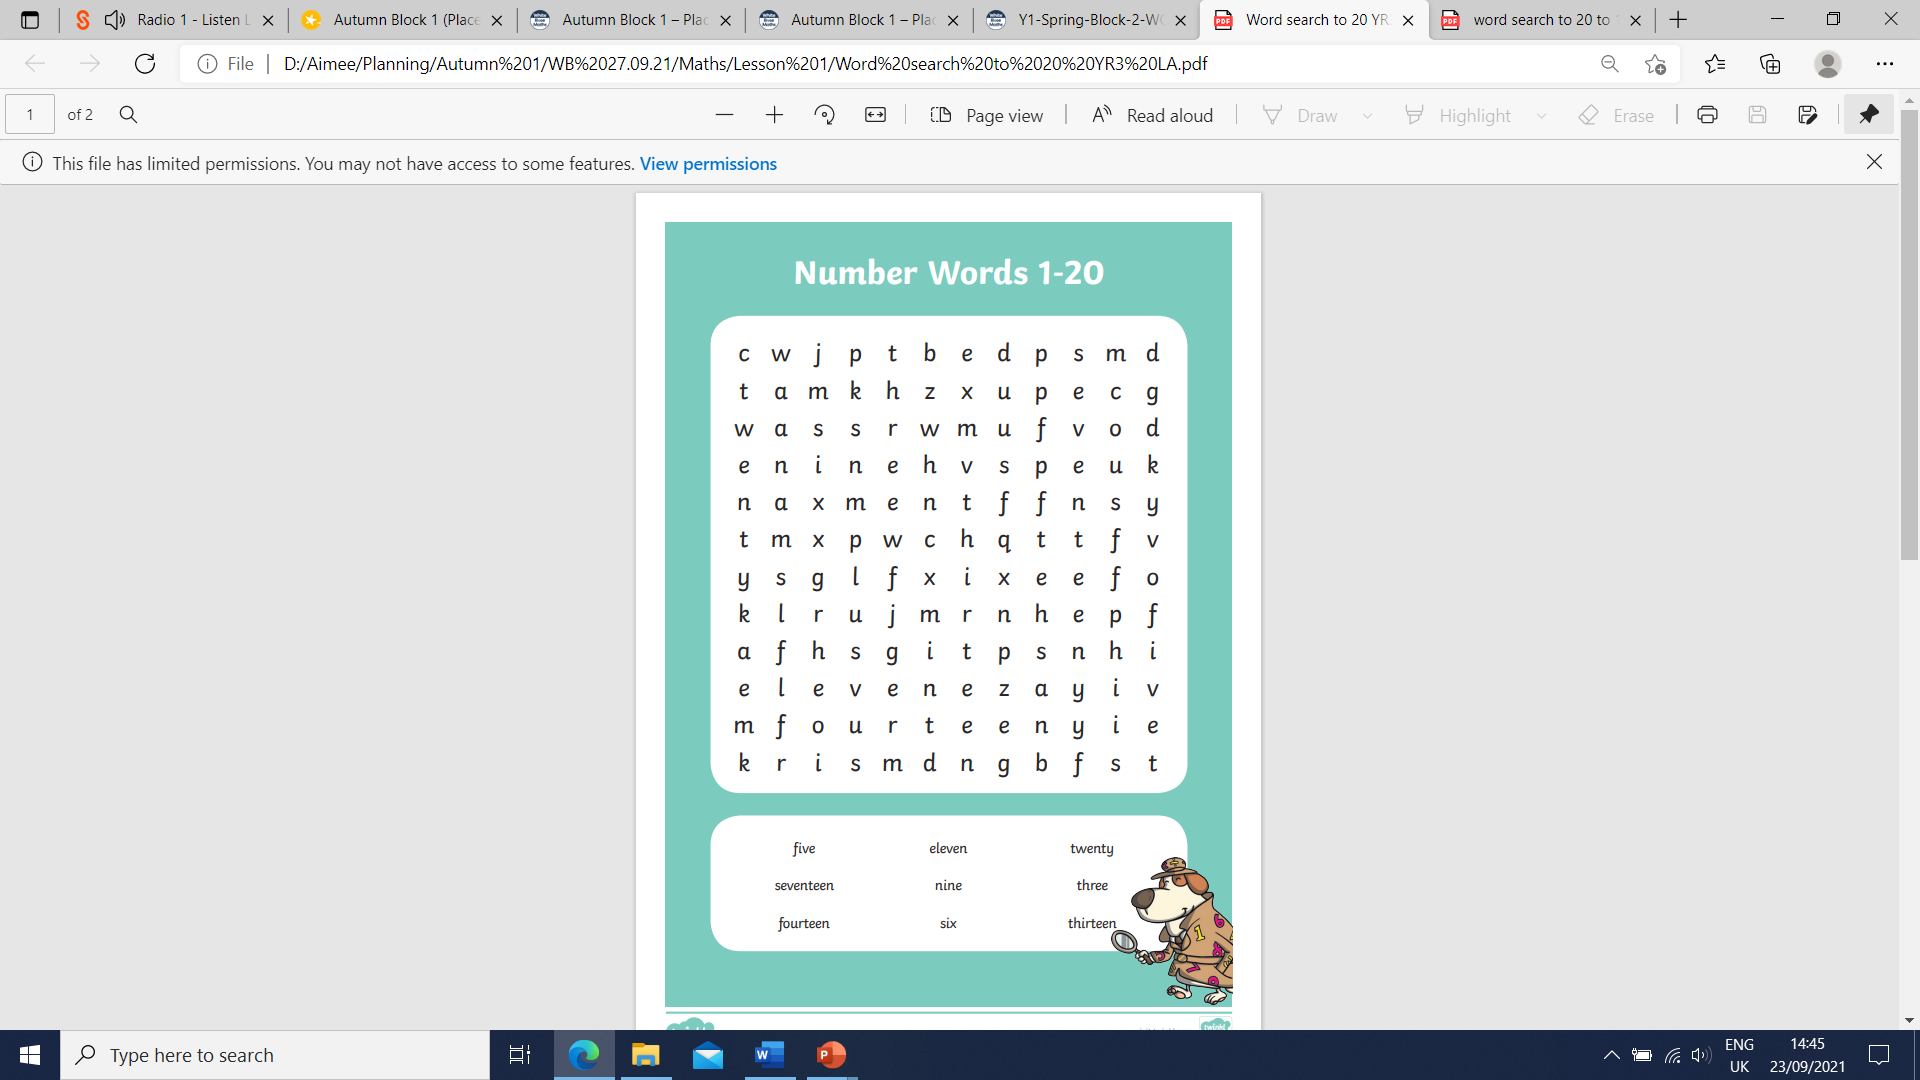 Radio 1 - Listen L
Autumn Block 1 (Place
Autumn Block 1 – Plac
Autumn Block 1 – Plac
Y1-Spring-Block-2-WO
Word search to 20 YR
word search to 20 to
File
D:/Aimee/Planning/Autumn%201/WB%2027.09.21/Maths/Lesson%201/Word%20search%20to%2020%20YR3%20LA.pdf
1 of 2
Page view
Read aloud
Draw
Highlight
Erase
This file has limited permissions. You may not have access to some features. View permissions
Number Words 1-20
c w j p t b e d p s m d
t a m k h z x u p e c g
w a s s r w m u f v o d
e n i n e h v s p e u k
n a x m e n t f f n s y
t m x p w c h q t t f v
y s g l f x i x e e f o
k l r u j m r n h e p f
a f h s g i t p s n h i
e l e v e n e z a y i v
m f o u r t e e n y i e
k r i s m d n g b f s t
five eleven twenty
seventeen nine three
fourteen six thirteen
Type here to search
ENG
UK
14:45
23/09/2021